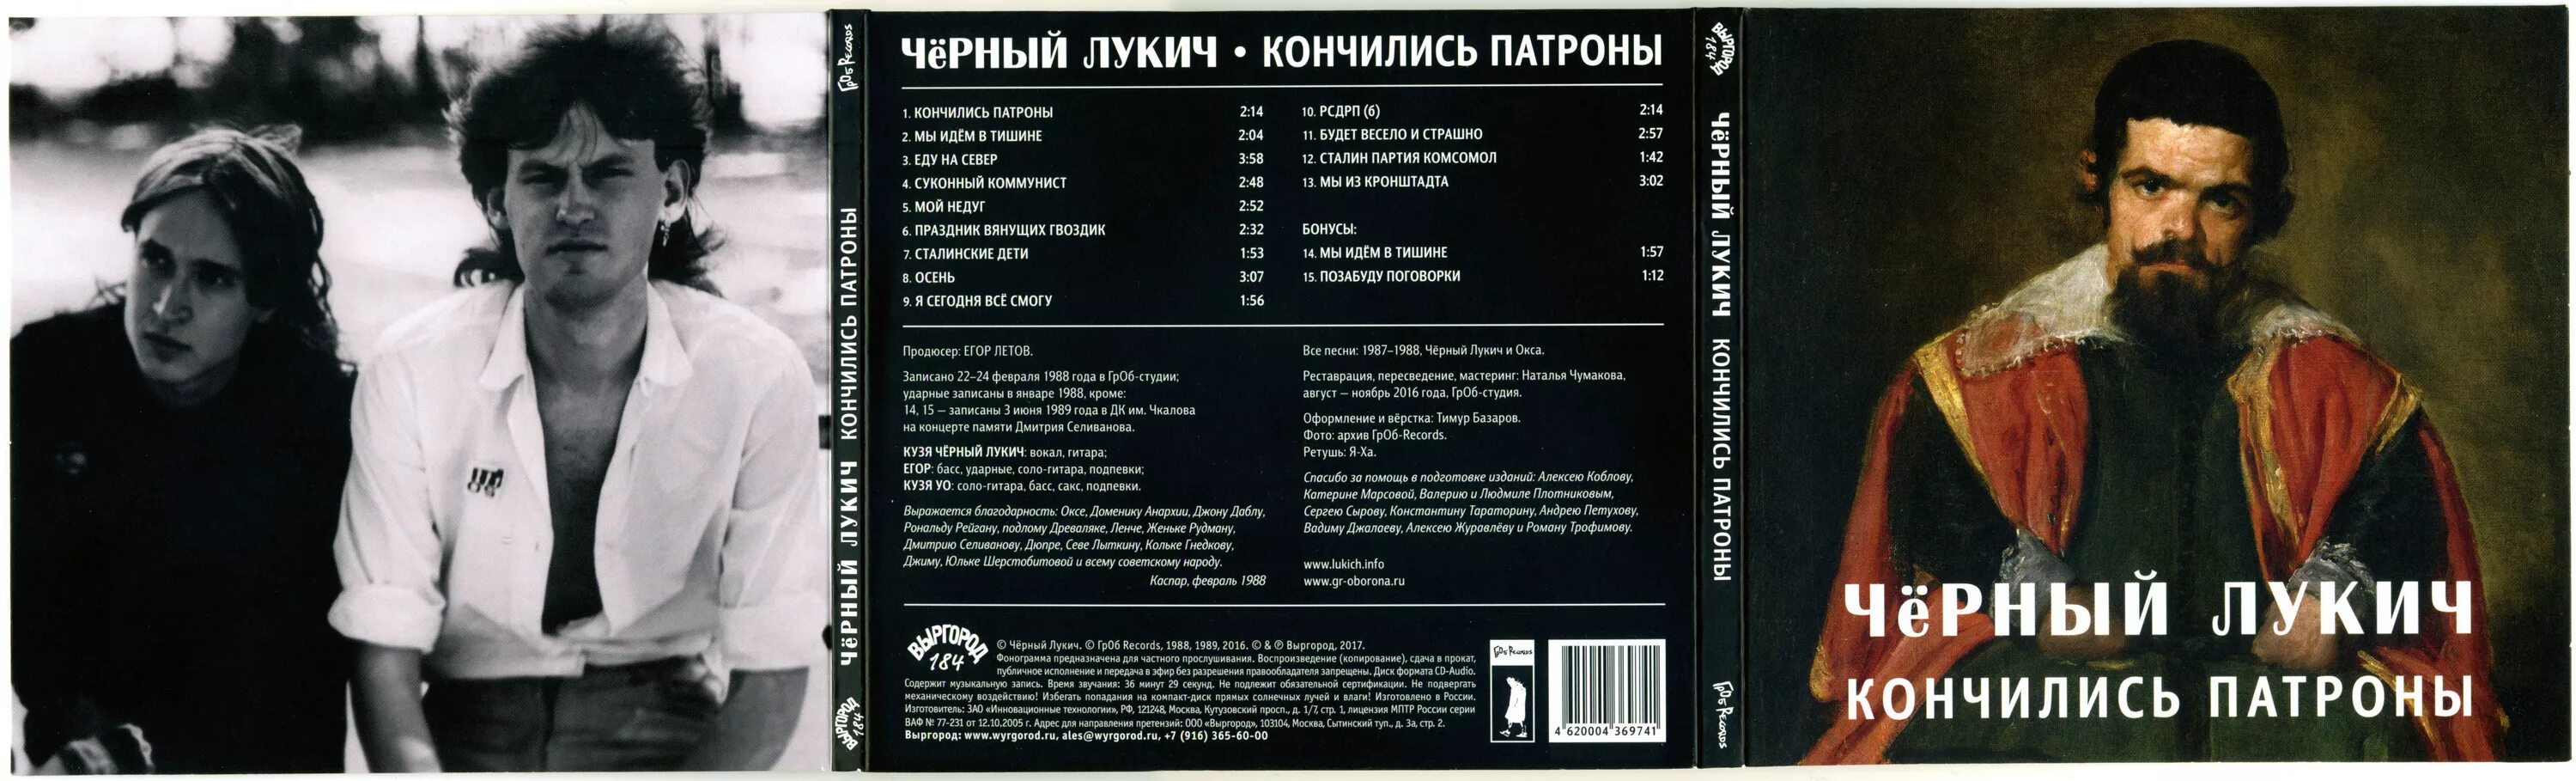 ГрОб Records
ЧЁРНЫЙ ЛУКИЧ КОНЧИЛИСЬ ПАТРОНЫ
ВЫРГОРОД
184
ЧЁРНЫЙ ЛУКИЧ • КОНЧИЛИСЬ ПАТРОНЫ
1. КОНЧИЛИСЬ ПАТРОНЫ 2:14
2. МЫ ИДЁМ В ТИШИНЕ 2:04
3. ЕДУ НА СЕВЕР 3:58
4. СУКОННЫЙ КОММУНИСТ 2:48
5. МОЙ НЕДУГ 2:52
6. ПРАЗДНИК ВЯНУЩИХ ГВОЗДИК 2:32
7. СТАЛИНСКИЕ ДЕТИ 1:53
8. ОСЕНЬ 3:07
9. Я СЕГОДНЯ ВСЁ СМОГУ 1:56
10. РСДРП (б) 2:14
11. БУДЕТ ВЕСЕЛО И СТРАШНО 2:57
12. СТАЛИН ПАРТИЯ КОМСОМОЛ 1:42
13. МЫ ИЗ КРОНШТАДТА 3:02
БОНУСЫ:
14. МЫ ИДЁМ В ТИШИНЕ 1:57
15. ПОЗАБУДУ ПОГОВОРКИ 1:12
Продюсер: ЕГОР ЛЕТОВ.
Записано 22–24 февраля 1988 года в ГрОб-студии;
ударные записаны в январе 1988, кроме:
14, 15 — записаны 3 июня 1989 года в ДК им. Чкалова
на концерте памяти Дмитрия Селиванова.
КУЗЯ ЧЁРНЫЙ ЛУКИЧ: вокал, гитара;
ЕГОР: басс, ударные, соло-гитара, подпевки;
КУЗЯ УО: соло-гитара, басс, сакс, подпевки.
Выражается благодарность: Оксе, Доменику Анархии, Джону Даблу,
Рональду Рейгану, подлому Древаляке, Ленче, Женьке Рудману,
Дмитрию Селиванову, Дюпре, Севе Лыткину, Кольке Гнедкову,
Джиму, Юльке Шерстобитовой и всему советскому народу.
Каспар, февраль 1988
Все песни: 1987–1988, Чёрный Лукич и Окса.
Реставрация, пересведение, мастеринг: Наталья Чумакова,
август — ноябрь 2016 года, ГрОб-студия.
Оформление и вёрстка: Тимур Базаров.
Фото: архив ГрОб-Records.
Ретушь: Я-Ха.
Спасибо за помощь в подготовке изданий: Алексею Коблову,
Катерине Марсовой, Валерию и Людмиле Плотниковым,
Сергею Сырову, Константину Тараторину, Андрею Петухову,
Вадиму Джалаеву, Алексею Журавлёву и Роману Трофимову.
www.lukich.info
www.gr-oborona.ru
ВЫРГОРОД
184
© Чёрный Лукич. © ГрОб Records, 1988, 1989, 2016. © & ℗ Выргород, 2017.
Фонограмма предназначена для частного прослушивания. Воспроизведение (копирование), сдача в прокат,
публичное исполнение и передача в эфир без разрешения правообладателя запрещены. Диск формата CD-Audio.
Содержит музыкальную запись. Время звучания: 36 минут 29 секунд. Не подлежит обязательной сертификации. Не подвергать
механическому воздействию! Избегать попадания на компакт-диск прямых солнечных лучей и влаги! Изготовлено в России.
Изготовитель: ЗАО «Инновационные технологии», РФ, 121248, Москва, Кутузовский просп., д. 1/7, стр. 1, лицензия МПТР России серии
ВАФ № 77-231 от 12.10.2005 г. Адрес для направления претензий: ООО «Выргород», 103104, Москва, Сытинский туп., д. 3а, стр. 2.
Выргород: www.wyrgorod.ru, ales@wyrgorod.ru, +7 (916) 365-60-00
ГрОб Records
4 620004 369741
ВЫРГОРОД
184
ЧЁРНЫЙ ЛУКИЧ КОНЧИЛИСЬ ПАТРОНЫ
ГрОб Records
ЧЁРНЫЙ ЛУКИЧ
КОНЧИЛИСЬ ПАТРОНЫ